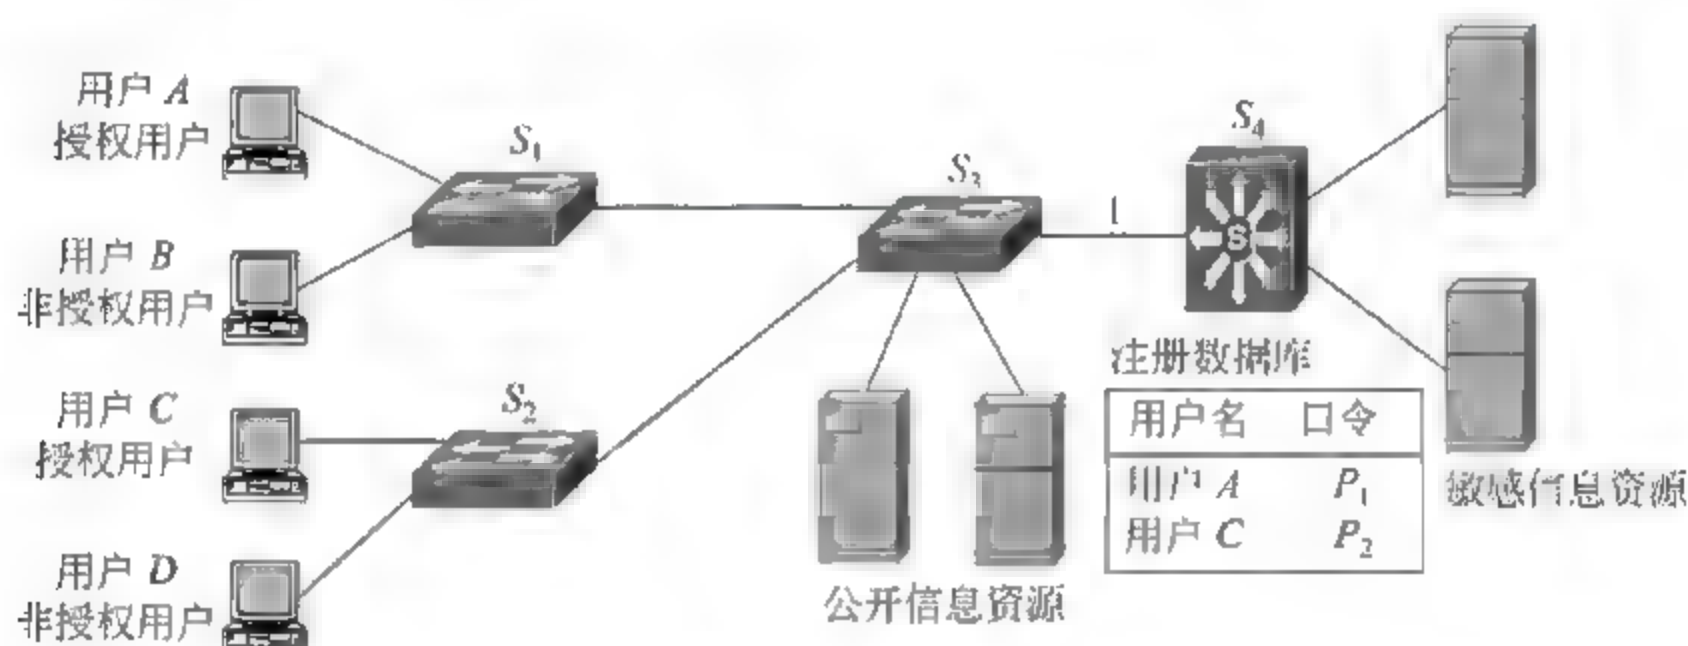 用户 A
授权用户
用户 B
非授权用户
用户 C
授权用户
用户 D
非授权用户
S₁
S₂
S₃
1
S₄
S
公开信息资源
注册数据库
用户名 口令
用户 A P₁
用户 C P₂
敏感信息资源